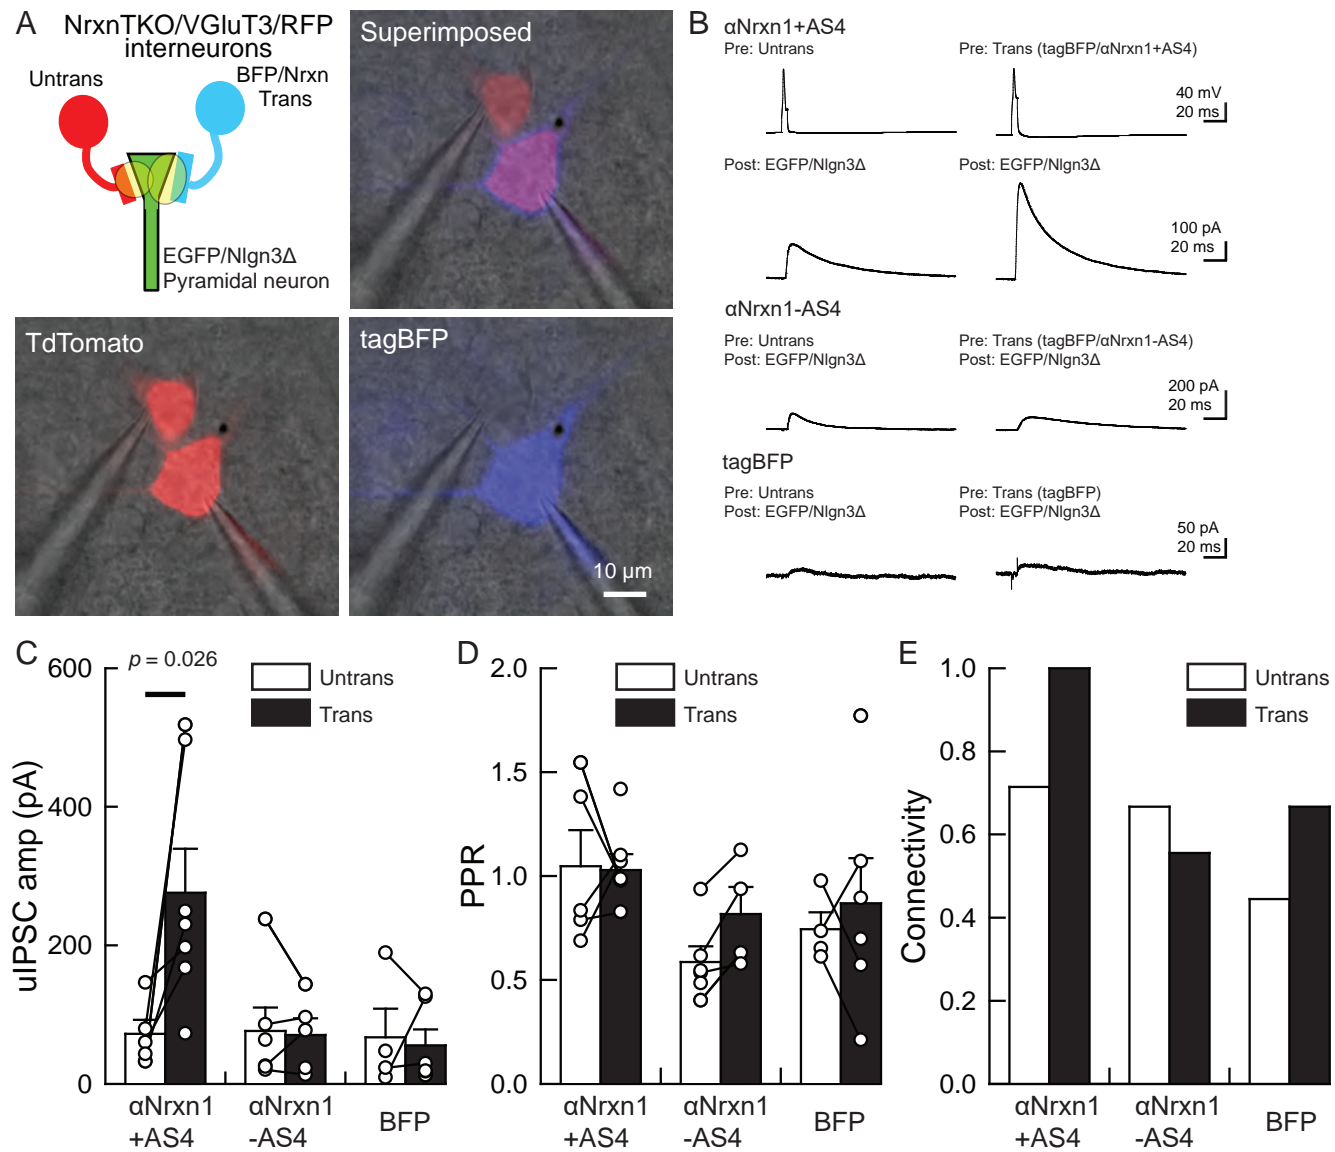 A
NrxnTKO/VGluT3/RFP
interneurons
Untrans
BFP/Nrxn
Trans
EGFP/Nlgn3Δ
Pyramidal neuron
Superimposed
TdTomato
tagBFP
10 µm
B
αNrxn1+AS4
Pre: Untrans
Pre: Trans (tagBFP/αNrxn1+AS4)
40 mV
20 ms
Post: EGFP/Nlgn3Δ
Post: EGFP/Nlgn3Δ
100 pA
20 ms
αNrxn1-AS4
Pre: Untrans
Post: EGFP/Nlgn3Δ
Pre: Trans (tagBFP/αNrxn1-AS4)
Post: EGFP/Nlgn3Δ
200 pA
20 ms
tagBFP
Pre: Untrans
Post: EGFP/Nlgn3Δ
Pre: Trans (tagBFP)
Post: EGFP/Nlgn3Δ
50 pA
20 ms
C
p = 0.026
Untrans
Trans
uIPSC amp (pA)
600
400
200
0
αNrxn1
+AS4
αNrxn1
-AS4
BFP
D
Untrans
Trans
PPR
2.0
1.5
1.0
0.5
0.0
αNrxn1
+AS4
αNrxn1
-AS4
BFP
E
Untrans
Trans
Connectivity
1.0
0.8
0.6
0.4
0.2
0.0
αNrxn1
+AS4
αNrxn1
-AS4
BFP